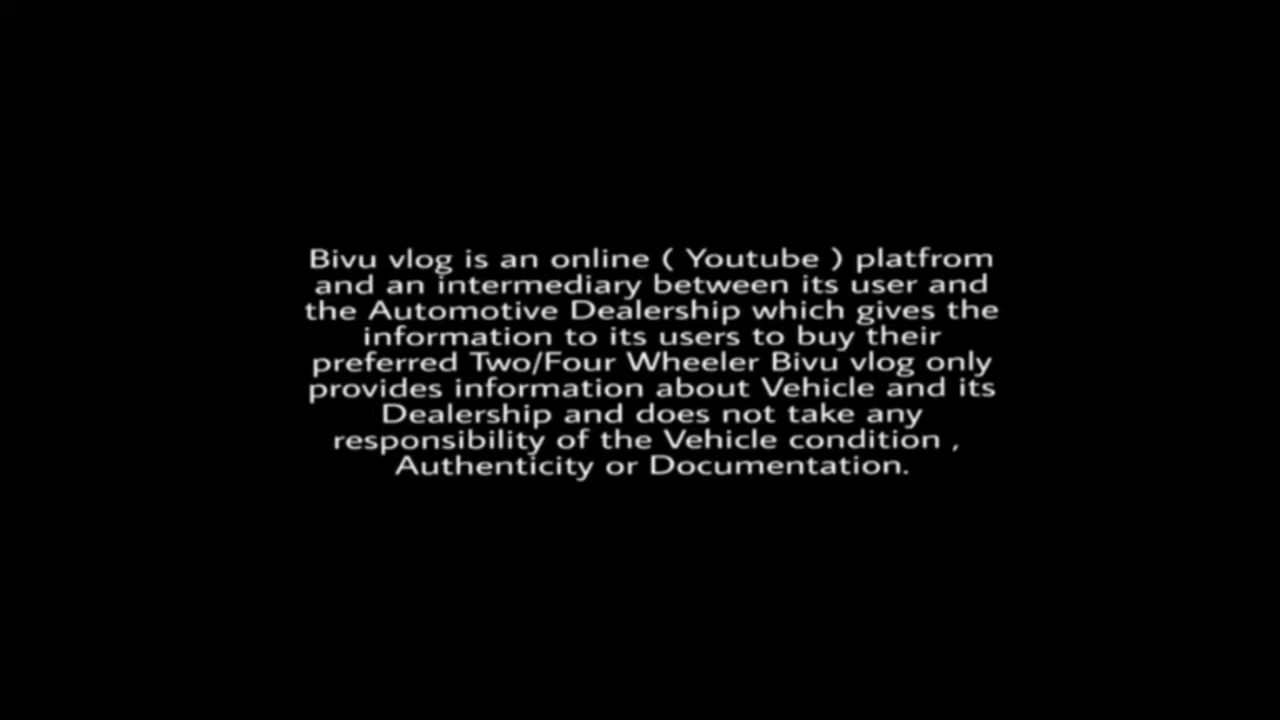 Bivu vlog is an online ( Youtube ) platfrom
and an intermediary between its user and
the Automotive Dealership which gives the
information to its users to buy their
preferred Two/Four Wheeler Bivu vlog only
provides information about Vehicle and its
Dealership and does not take any
responsibility of the Vehicle condition ,
Authenticity or Documentation.